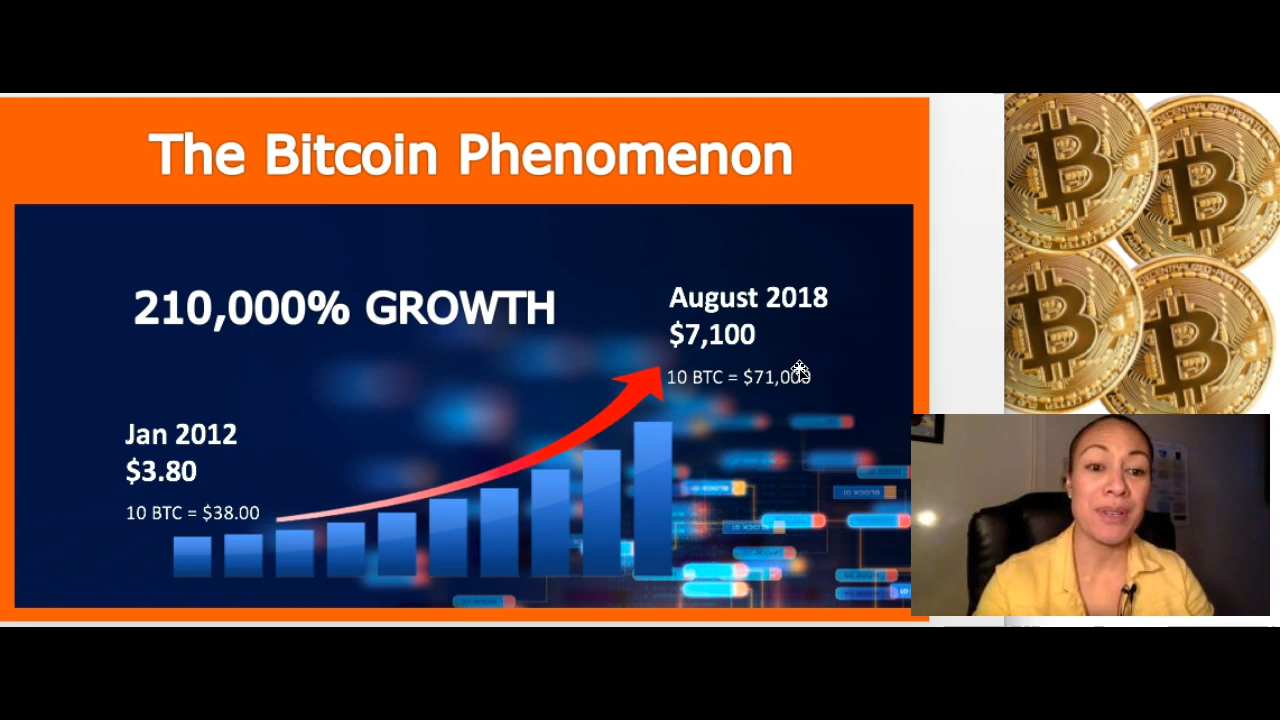 The Bitcoin Phenomenon
210,000% GROWTH
August 2018
$7,100
10 BTC = $71,000
Jan 2012
$3.80
10 BTC = $38.00